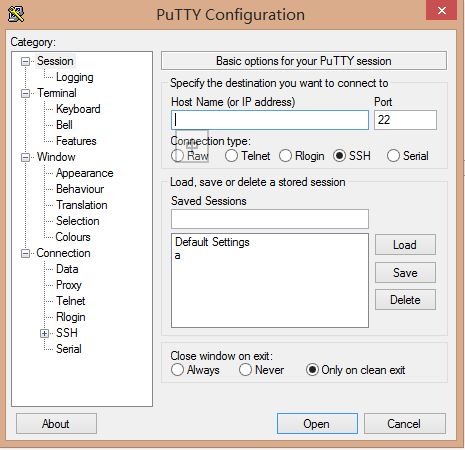 PuTTY Configuration
Category:
Session
Logging
Terminal
Keyboard
Bell
Features
Window
Appearance
Behaviour
Translation
Selection
Colours
Connection
Data
Proxy
Telnet
Rlogin
SSH
Serial
Basic options for your PuTTY session
Specify the destination you want to connect to
Host Name (or IP address) Port
22
Connection type:
Raw Telnet Rlogin SSH Serial
Load, save or delete a stored session
Saved Sessions
Default Settings
a
Load
Save
Delete
Close window on exit:
Always Never Only on clean exit
About Open Cancel